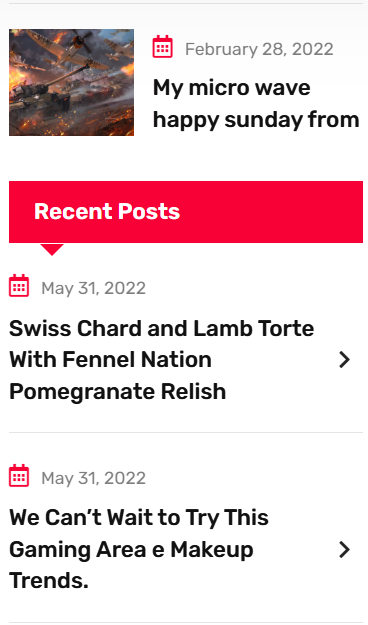 February 28, 2022
My micro wave
happy sunday from
Recent Posts
May 31, 2022
Swiss Chard and Lamb Torte
With Fennel Nation
Pomegranate Relish
May 31, 2022
We Can’t Wait to Try This
Gaming Area e Makeup
Trends.